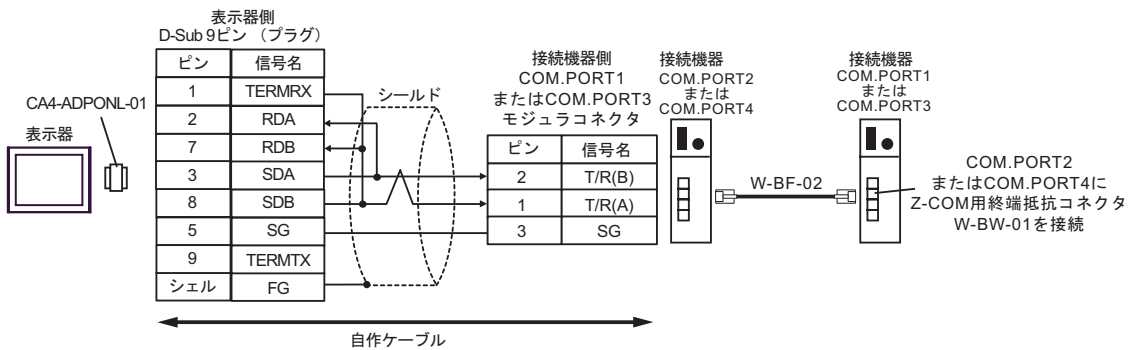 表示器側
D-Sub 9ピン （プラグ）
ピン 信号名
1 TERMRX
2 RDA
7 RDB
3 SDA
8 SDB
5 SG
9 TERMTX
シェル FG
CA4-ADPONL-01
表示器
シールド
接続機器側
COM.PORT1
またはCOM.PORT3
モジュラコネクタ
ピン 信号名
2 T/R(B)
1 T/R(A)
3 SG
接続機器
COM.PORT2
または
COM.PORT4
W-BF-02
接続機器
COM.PORT1
または
COM.PORT3
COM.PORT2
またはCOM.PORT4に
Z-COM用終端抵抗コネクタ
W-BW-01を接続
自作ケーブル